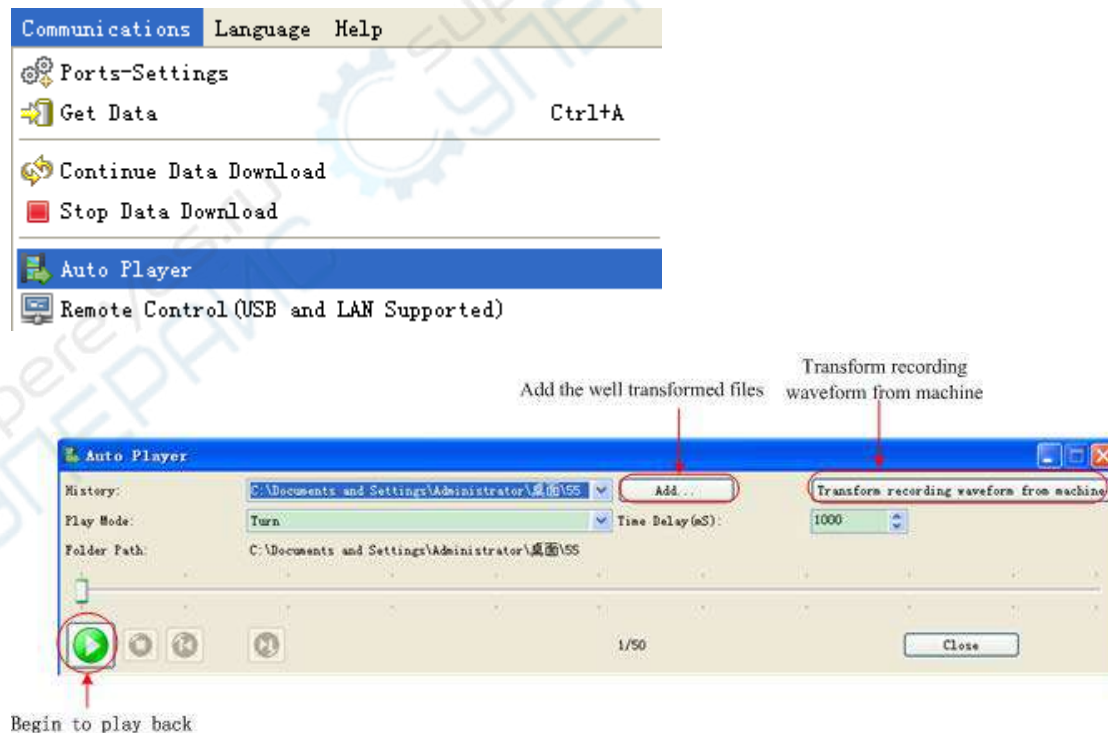 Communications Language Help
Ports-Settings
Get Data Ctrl+A
Continue Data Download
Stop Data Download
Auto Player
Remote Control(USB and LAN Supported)
Transform recording
Add the well transformed files waveform from machine
Auto Player
History: C:\Documents and Settings\Administrator\桌面\55 Add... Transform recording waveform from machine
Play Mode: Turn Time Delay(mS): 1000
Folder Path: C:\Documents and Settings\Administrator\桌面\55
1/50 Close
Begin to play back